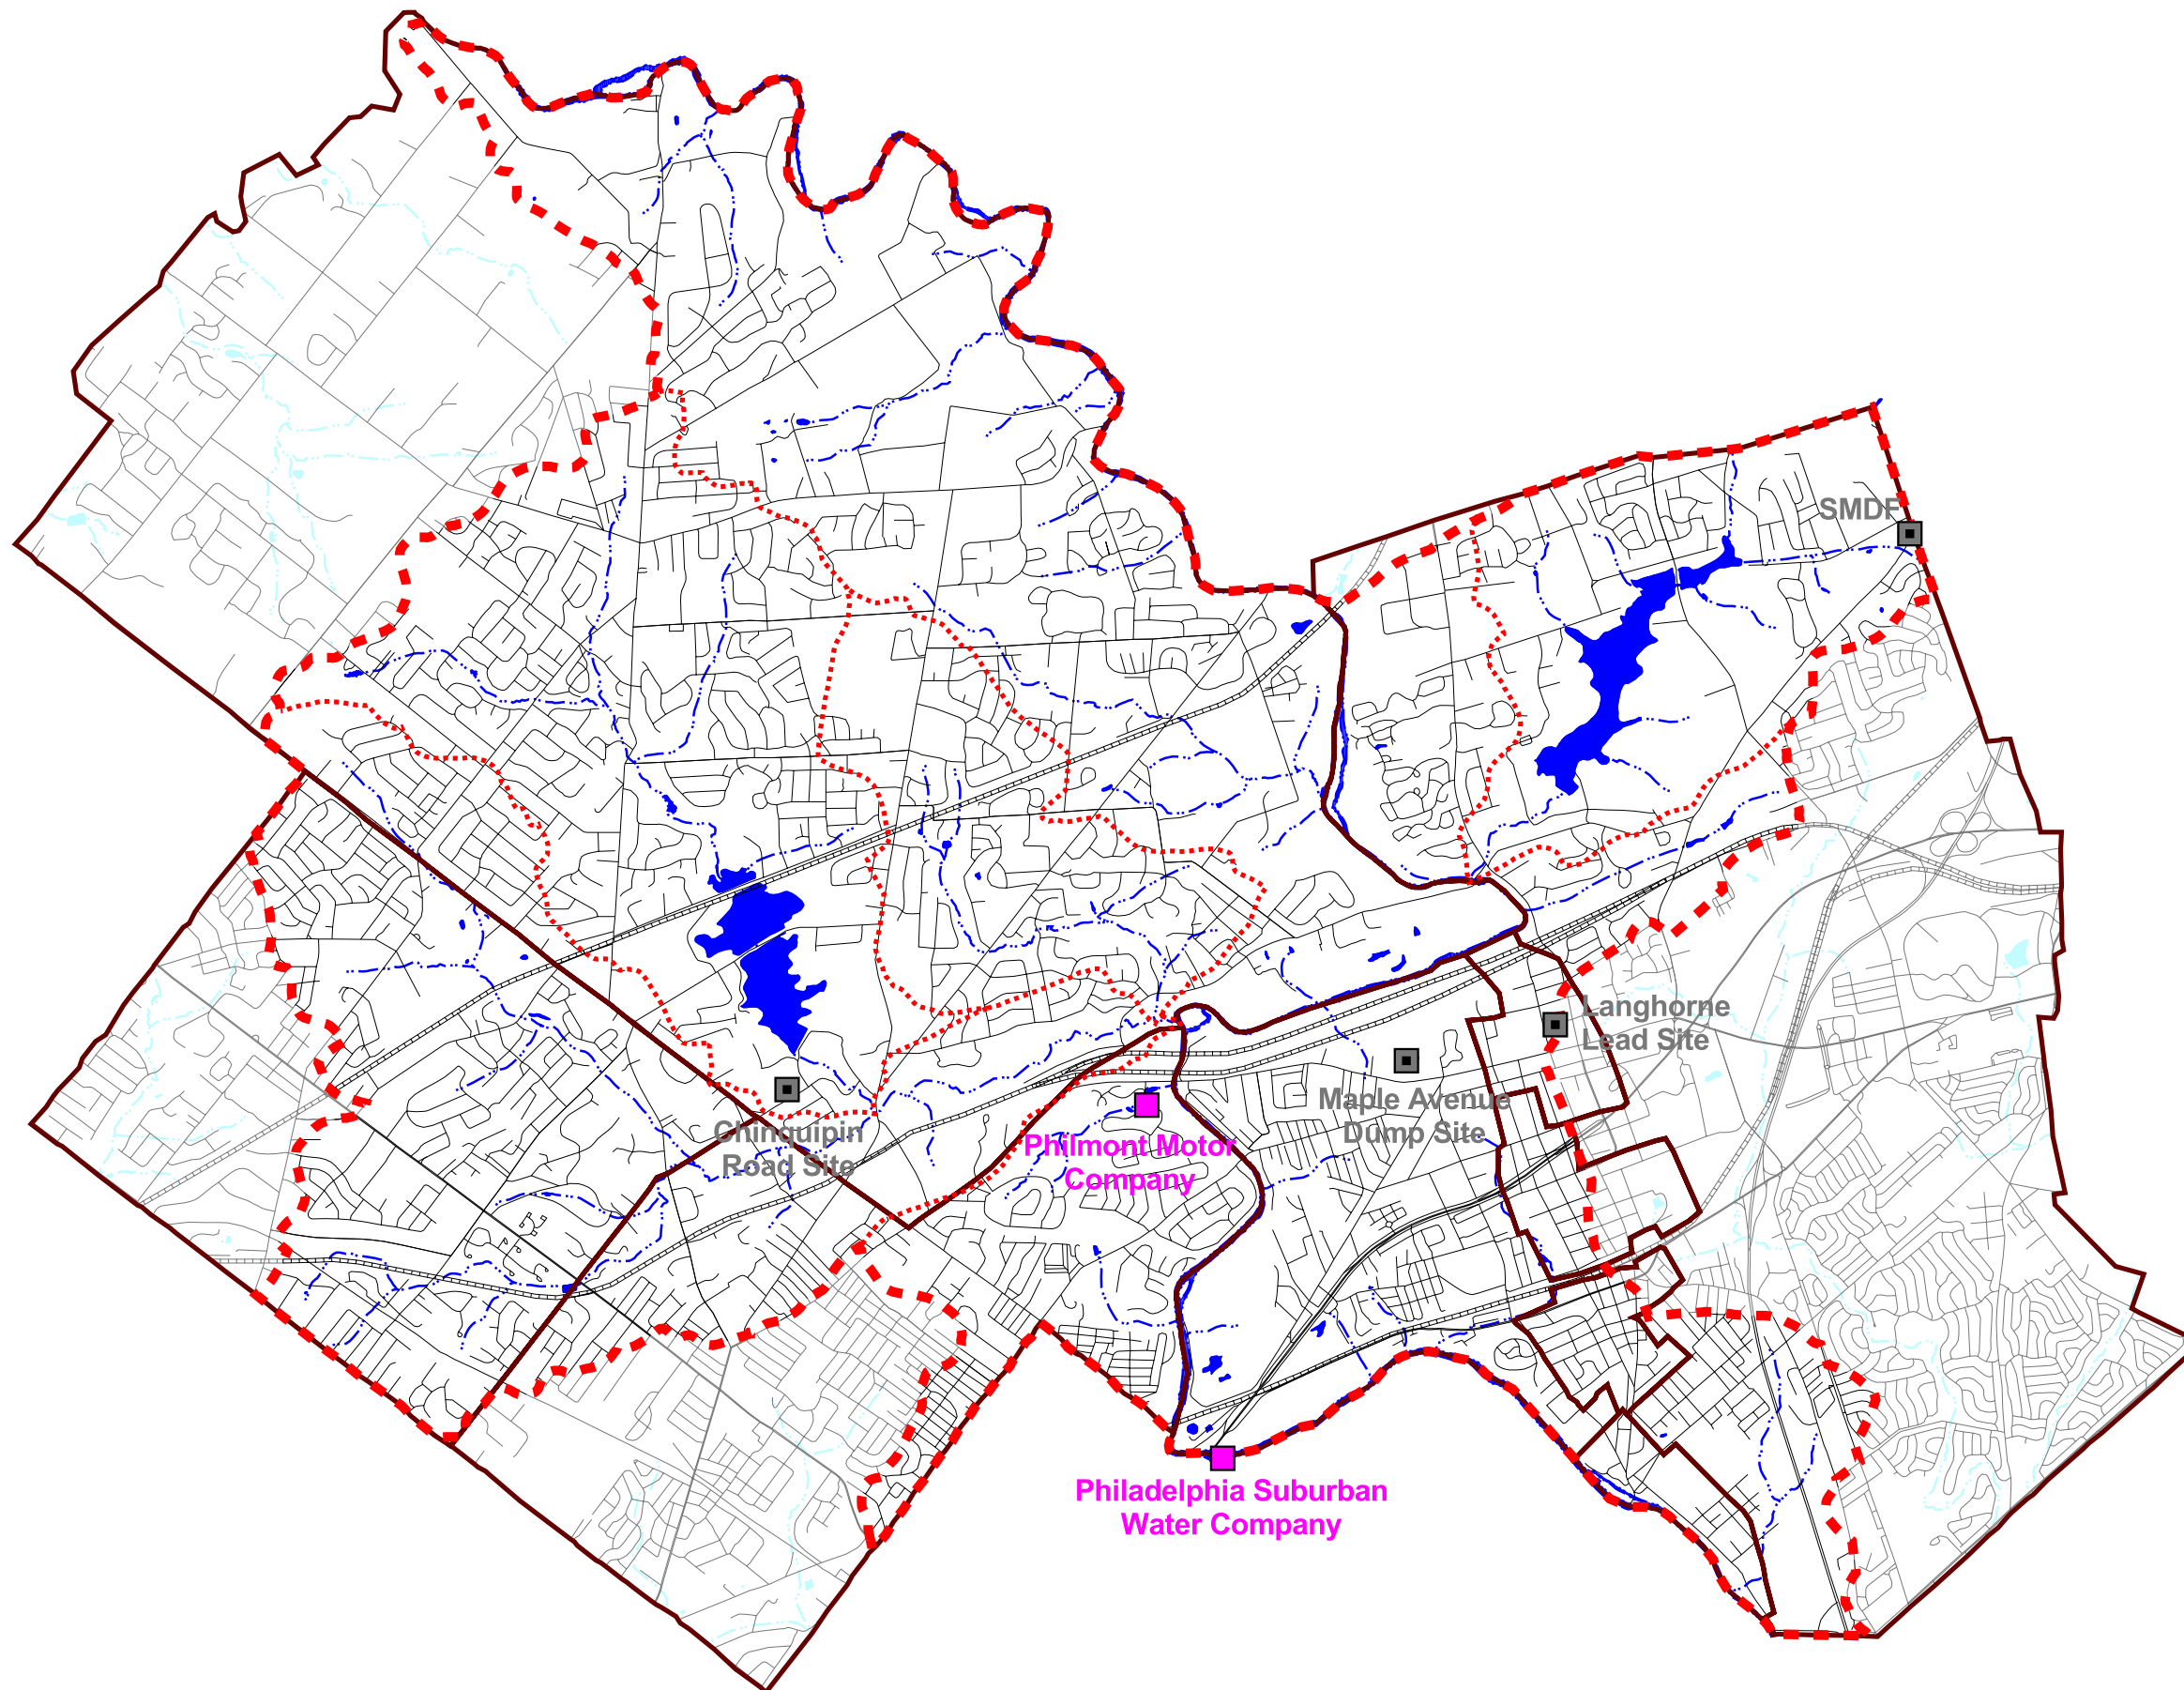 SMDF
Langhorne
Lead Site
Maple Avenue
Dump Site
Chinquipin
Road Site
Philmont Motor
Company
Philadelphia Suburban
Water Company